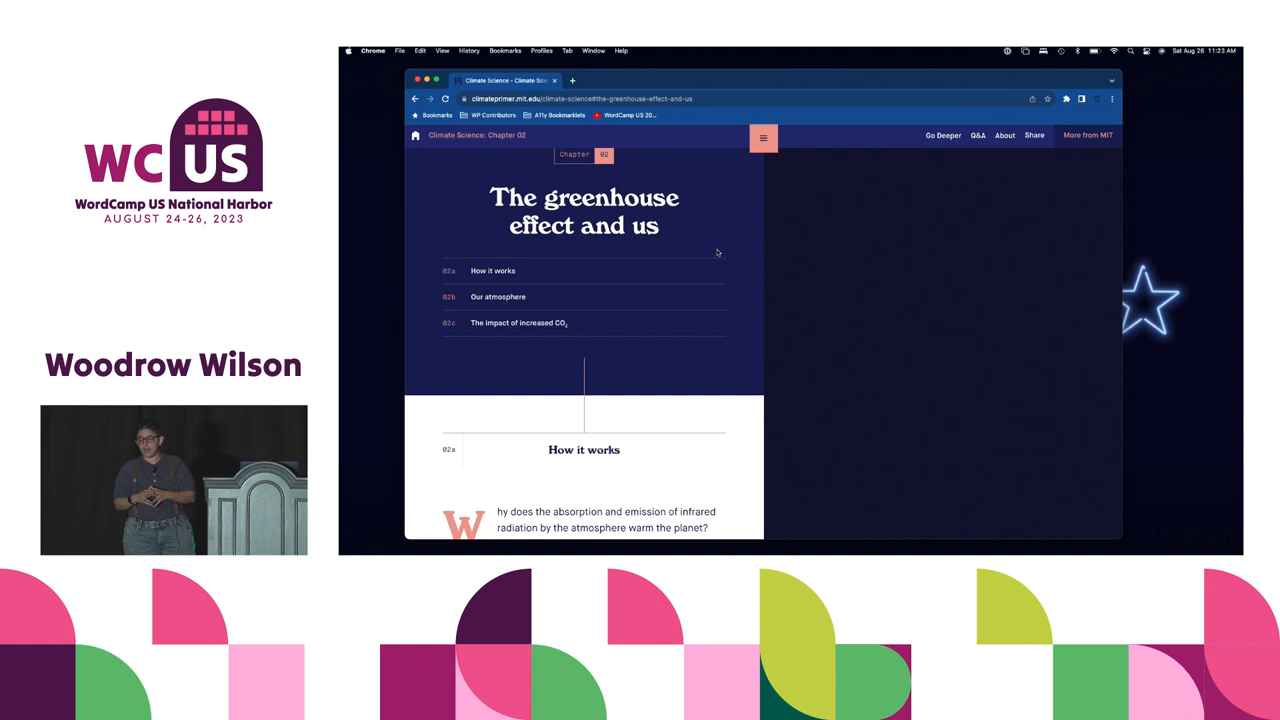 WC US
WordCamp US National Harbor
AUGUST 24-26, 2023
Woodrow Wilson
Chrome File Edit View History Bookmarks Profiles Tab Window Help
Sat Aug 26 11:23 AM
Climate Science - Climate Scie
climateprimer.mit.edu/climate-science#the-greenhouse-effect-and-us
Bookmarks WP Contributors A11y Bookmarklets WordCamp US 20...
Climate Science: Chapter 02
Go Deeper Q&A About Share More from MIT
Chapter 02
The greenhouse
effect and us
02a How it works
02b Our atmosphere
02c The impact of increased CO₂
02a How it works
Why does the absorption and emission of infrared
radiation by the atmosphere warm the planet?